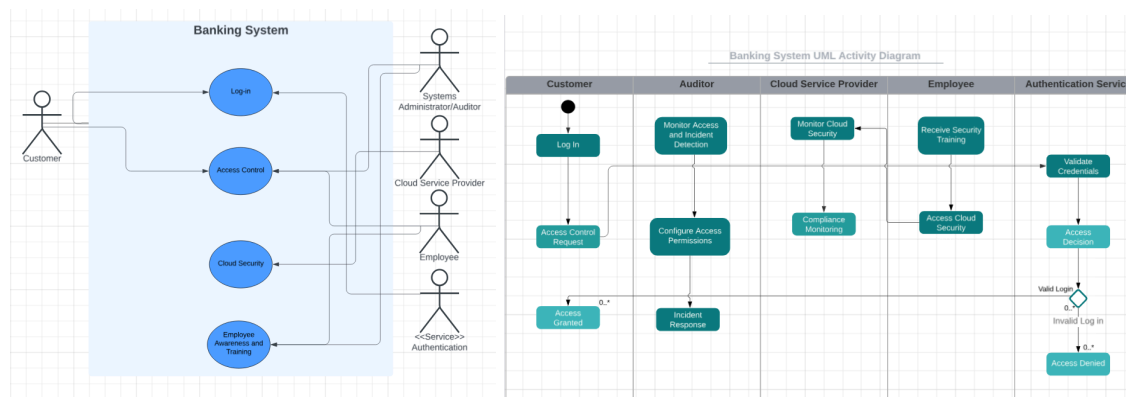 Banking System
Log-in
Access Control
Cloud Security
Employee
Awareness and
Training
Customer
Systems
Administrator/Auditor
Cloud Service Provider
Employee
<<Service>>
Authentication
Banking System UML Activity Diagram
Customer
Auditor
Cloud Service Provider
Employee
Authentication Servic
Log In
Access Control
Request
Access
Granted
0..*
Monitor Access
and Incident
Detection
Configure Access
Permissions
Incident
Response
Monitor Cloud
Security
Compliance
Monitoring
Receive Security
Training
Access Cloud
Security
Validate
Credentials
Access
Decision
Valid Login
0..*
Invalid Log in
0..*
Access Denied